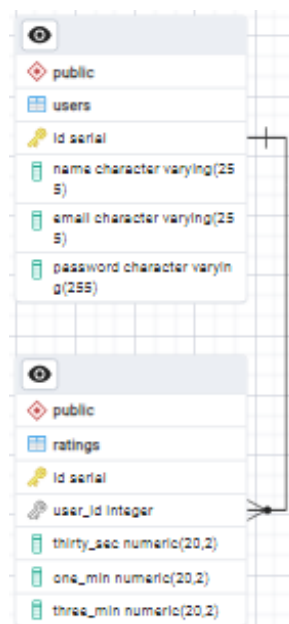 public
users
id serial
name character varying(25
5)
email character varying(25
5)
password character varyin
g(255)
public
ratings
id serial
user_id integer
thirty_sec numeric(20,2)
one_min numeric(20,2)
three_min numeric(20,2)